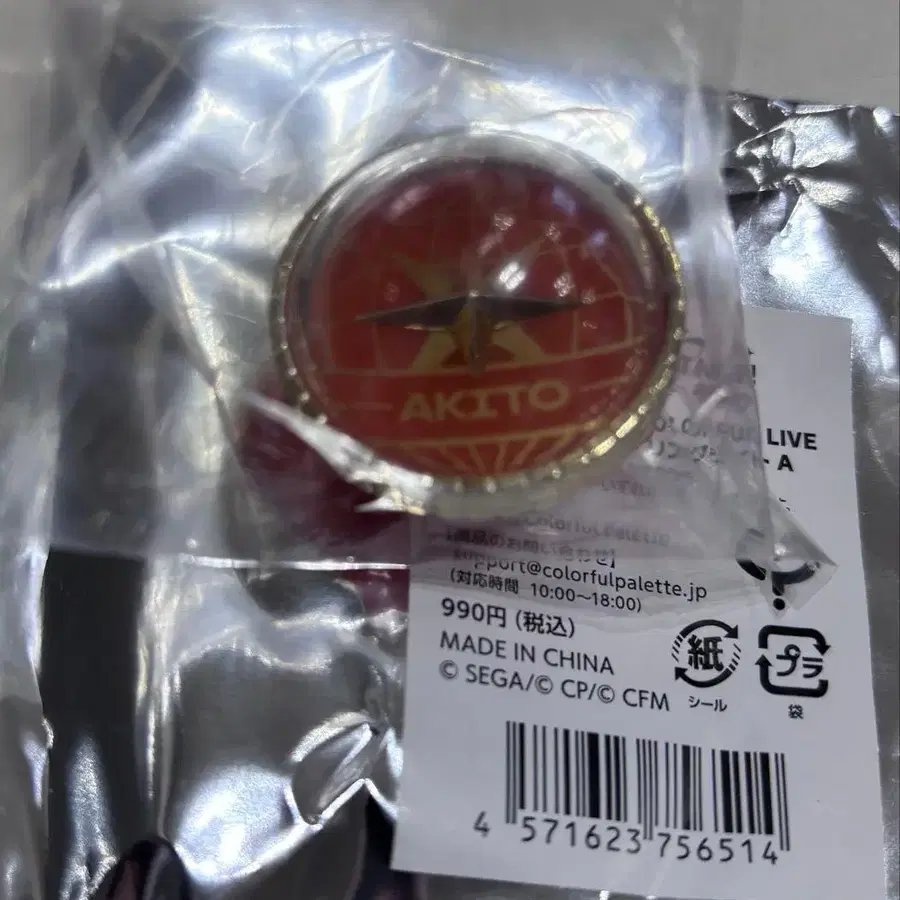 AKITO
LIVE
A
support@colorfulpalette.jp
(対応時間 10:00～18:00)
990円(税込)
MADE IN CHINA
© SEGA/© CP/© CFM
紙
シール
プラ
袋
4 571623 756514